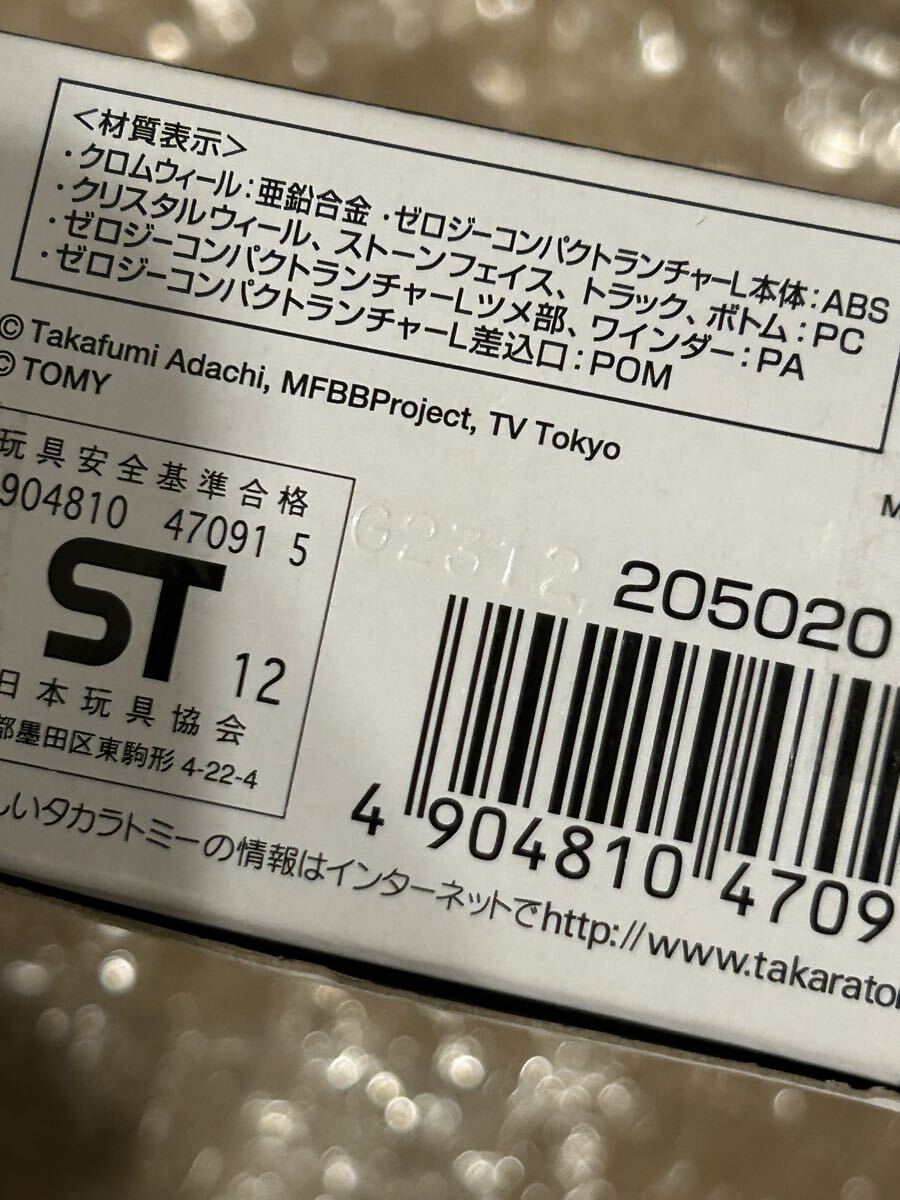 <材質表示>
・クロムウィール：亜鉛合金 ・ゼロジーコンパクトランチャーL本体：ABS
・クリスタルウィール、ストーンフェイス、トラック、ボトム：PC
・ゼロジーコンパクトランチャーLツメ部、ワインダー：PA
・ゼロジーコンパクトランチャーL差込口：POM
© Takafumi Adachi, MFBBProject, TV Tokyo
© TOMY
玩具安全基準合格
904810 47091 5
ST 12
日本玩具協会
都墨田区東駒形 4-22-4
G2312
205020
4 904810 4709
しいタカラトミーの情報はインターネットでhttp://www.takarato